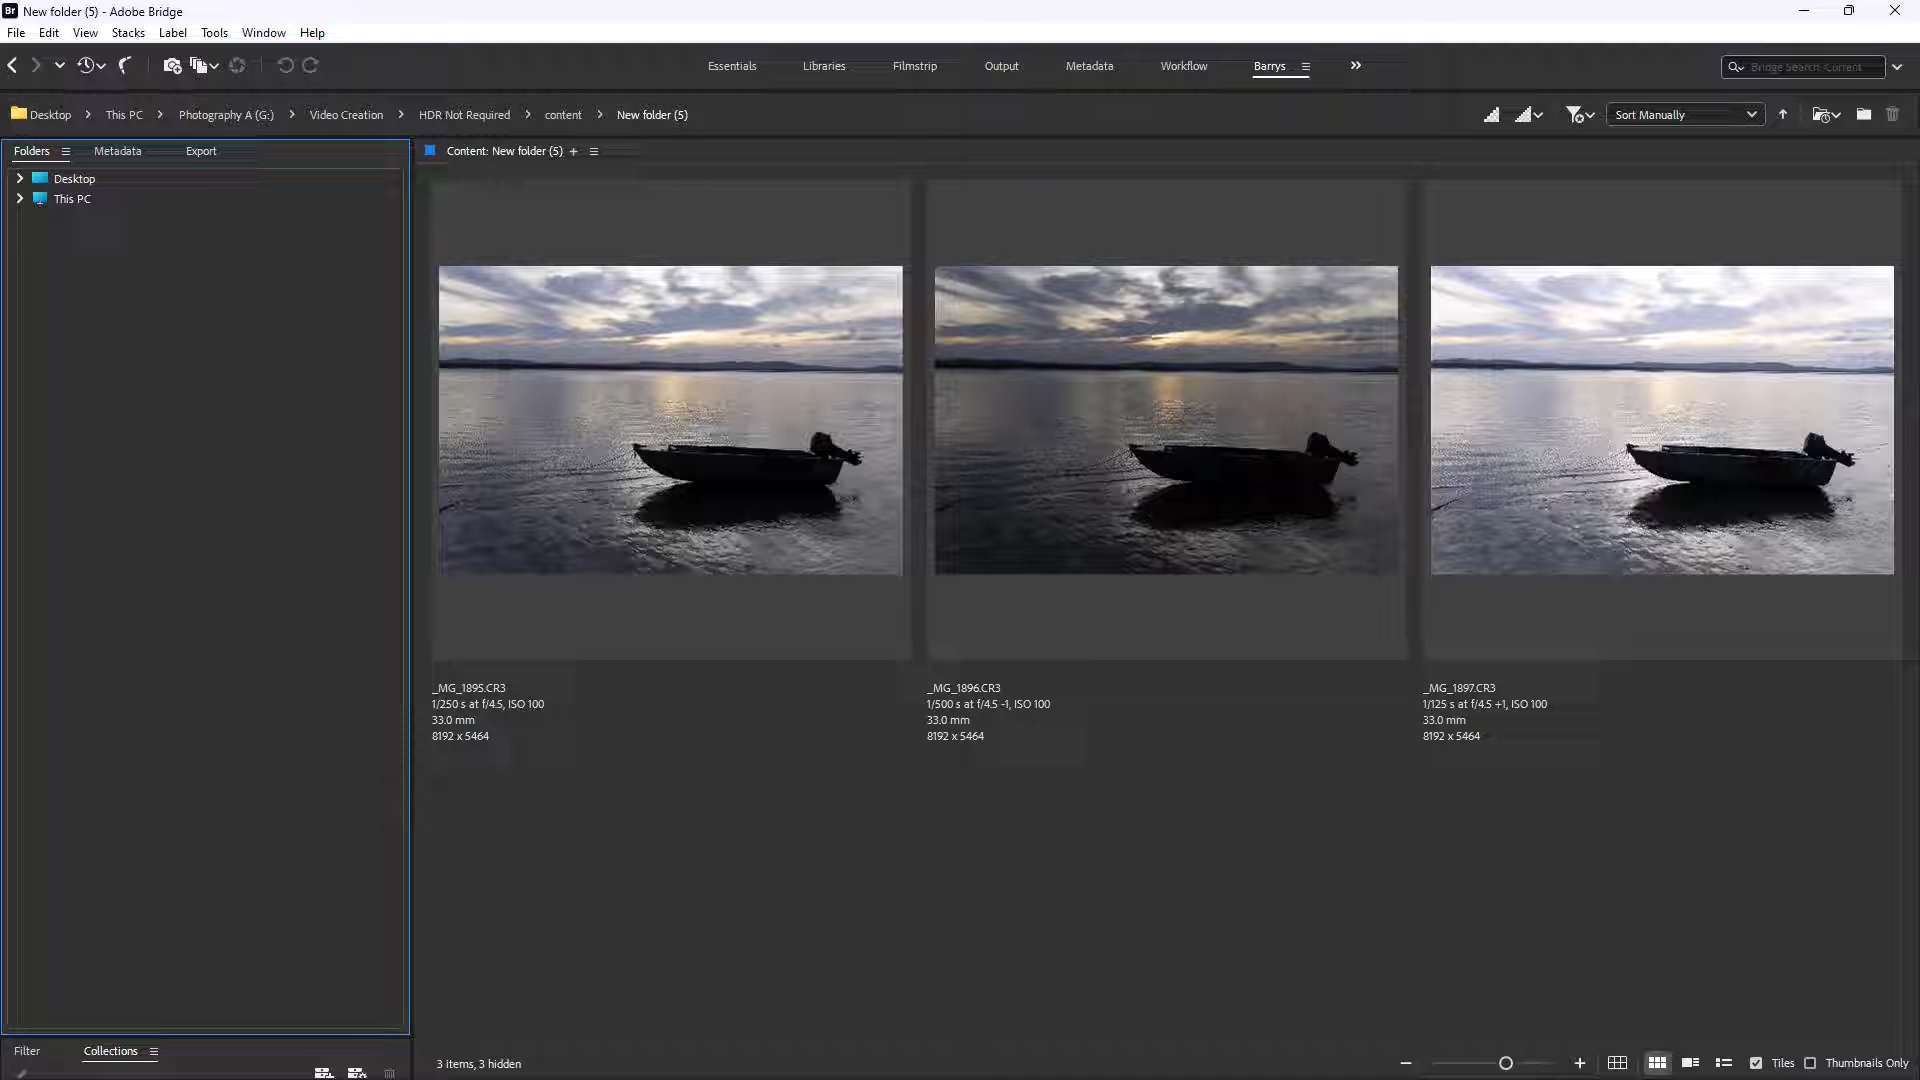 Br New folder (5) - Adobe Bridge
File Edit View Stacks Label Tools Window Help
Essentials Libraries Filmstrip Output Metadata Workflow Barrys
Bridge Search: Current
Desktop This PC Photography A (G:) Video Creation HDR Not Required content New folder (5)
Sort Manually
Folders Metadata Export
Content: New folder (5)
Desktop
This PC
_MG_1895.CR3
1/250 s at f/4.5, ISO 100
33.0 mm
8192 x 5464
_MG_1896.CR3
1/500 s at f/4.5 -1, ISO 100
33.0 mm
8192 x 5464
_MG_1897.CR3
1/125 s at f/4.5 +1, ISO 100
33.0 mm
8192 x 5464
Filter Collections
3 items, 3 hidden
Tiles Thumbnails Only